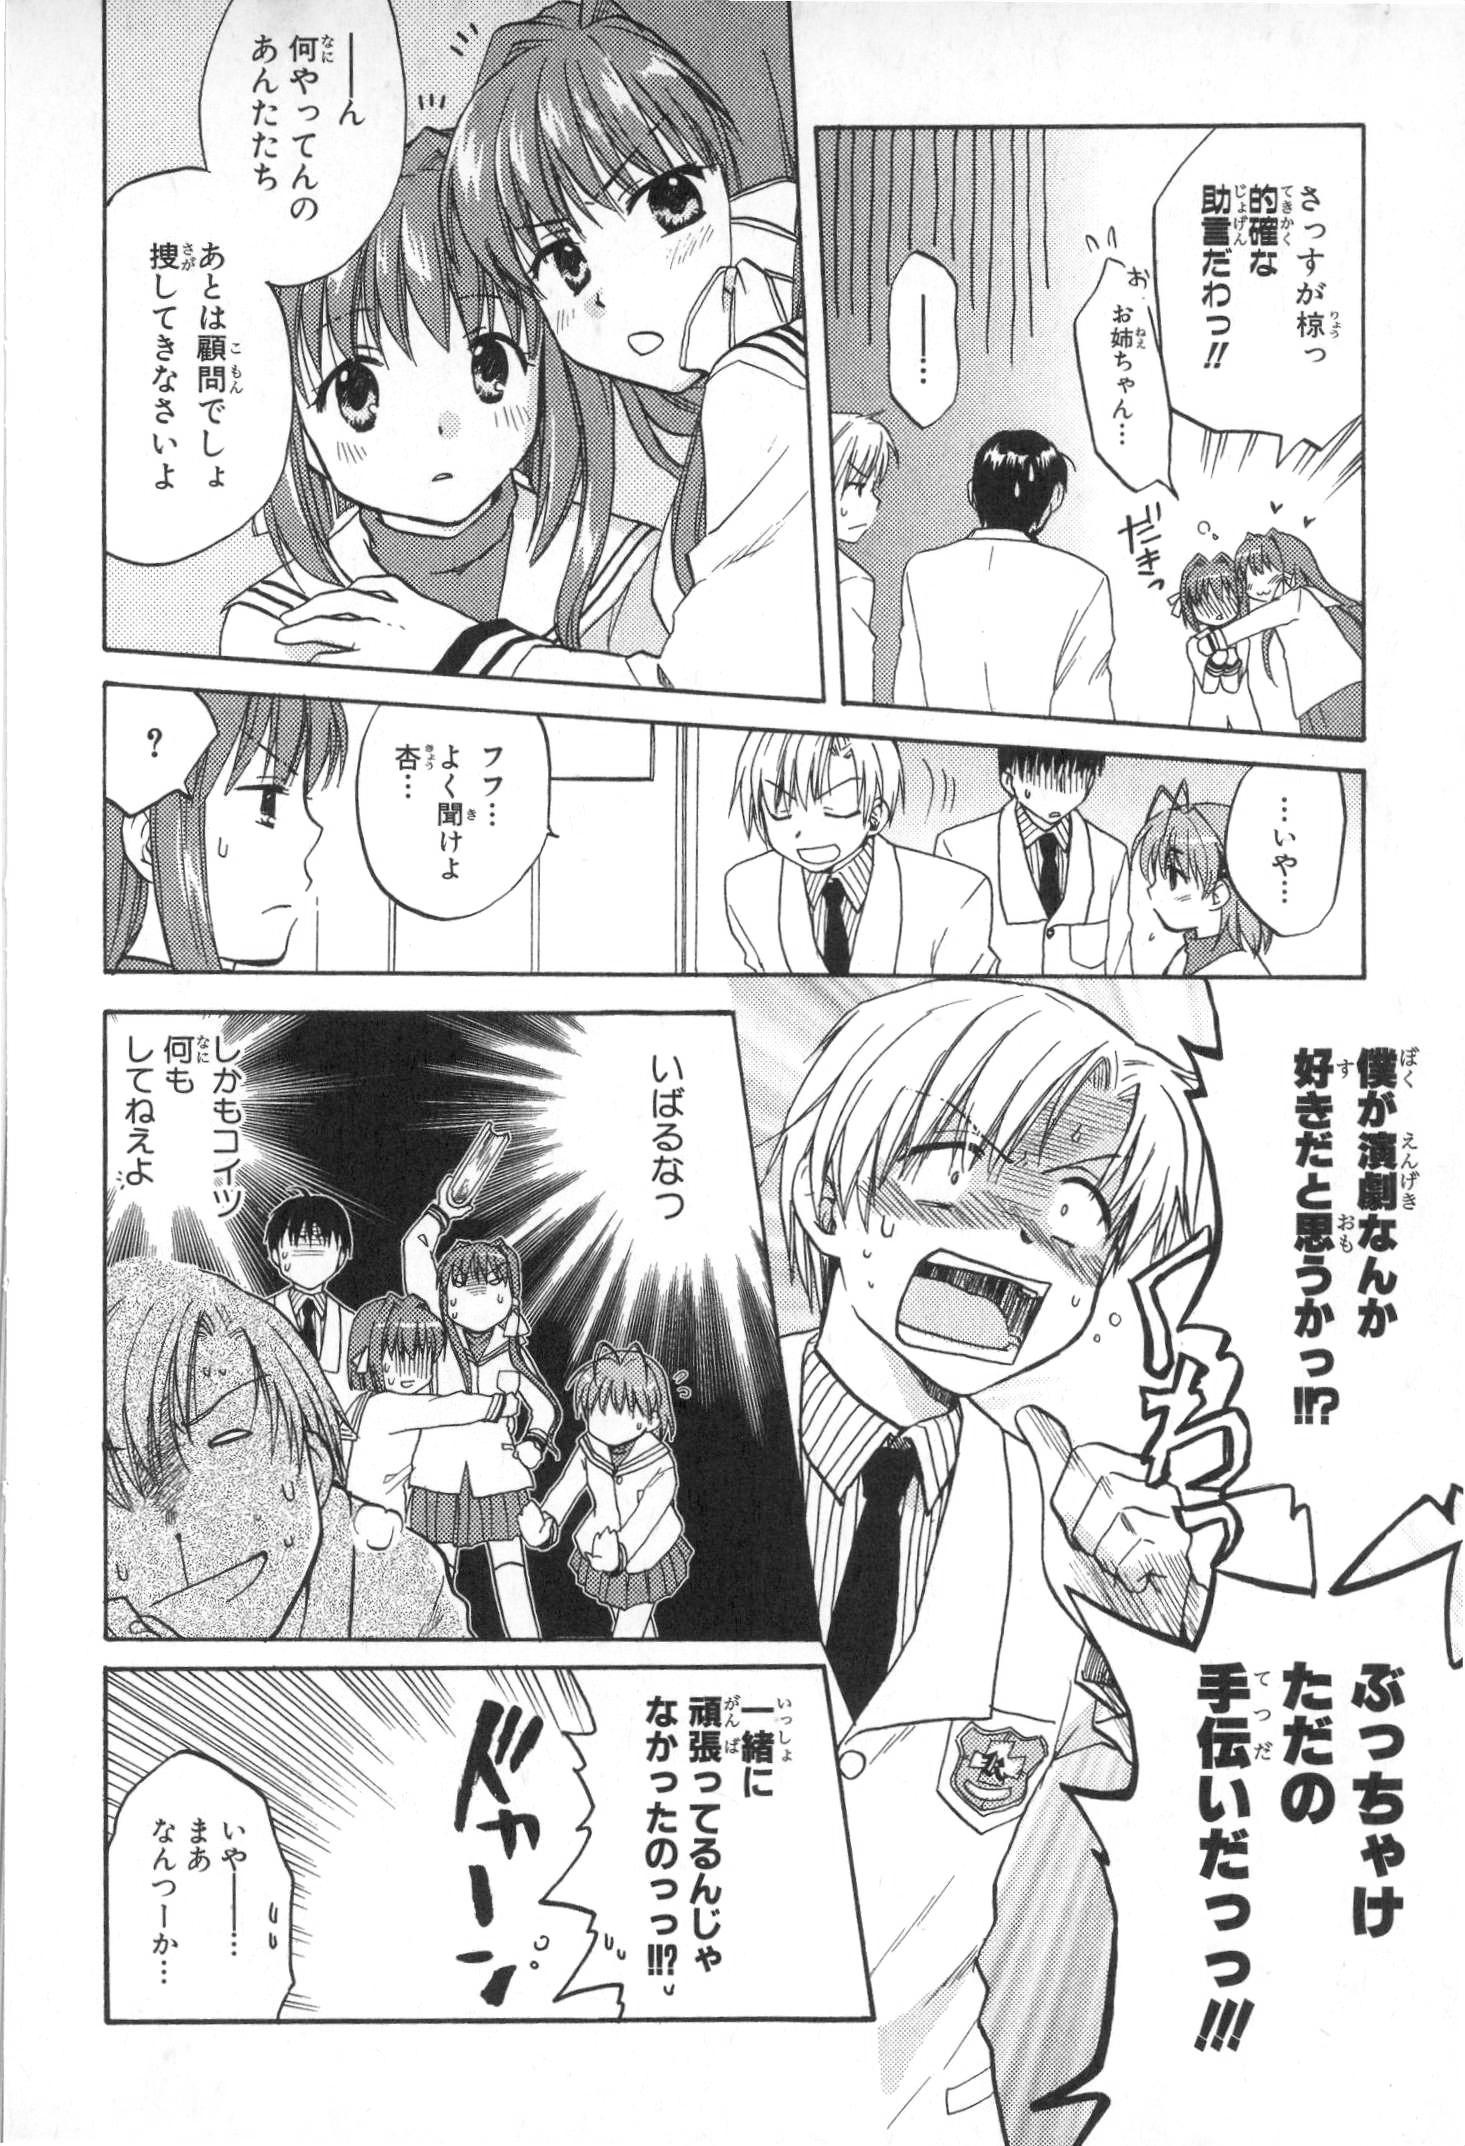 さっすが椋っ
的確な
助言だわっ!!
お
お姉ちゃん…
――…
だきっ
――ん
何やってんの
あんたたち
あとは顧問でしょ
捜してきなさいよ
…いや…
フフ…
よく聞けよ
杏…
?
僕が演劇なんか
好きだと思うかっ!!?
ぶっちゃけ
ただの
手伝いだっっ!!!
くわっ
いばるなっ
しかもコイツ
何も
してねえよ
一緒に
頑張ってるんじゃ
なかったのっっ!!?
ドヤーン
いや――…
まあ
なんつーか…